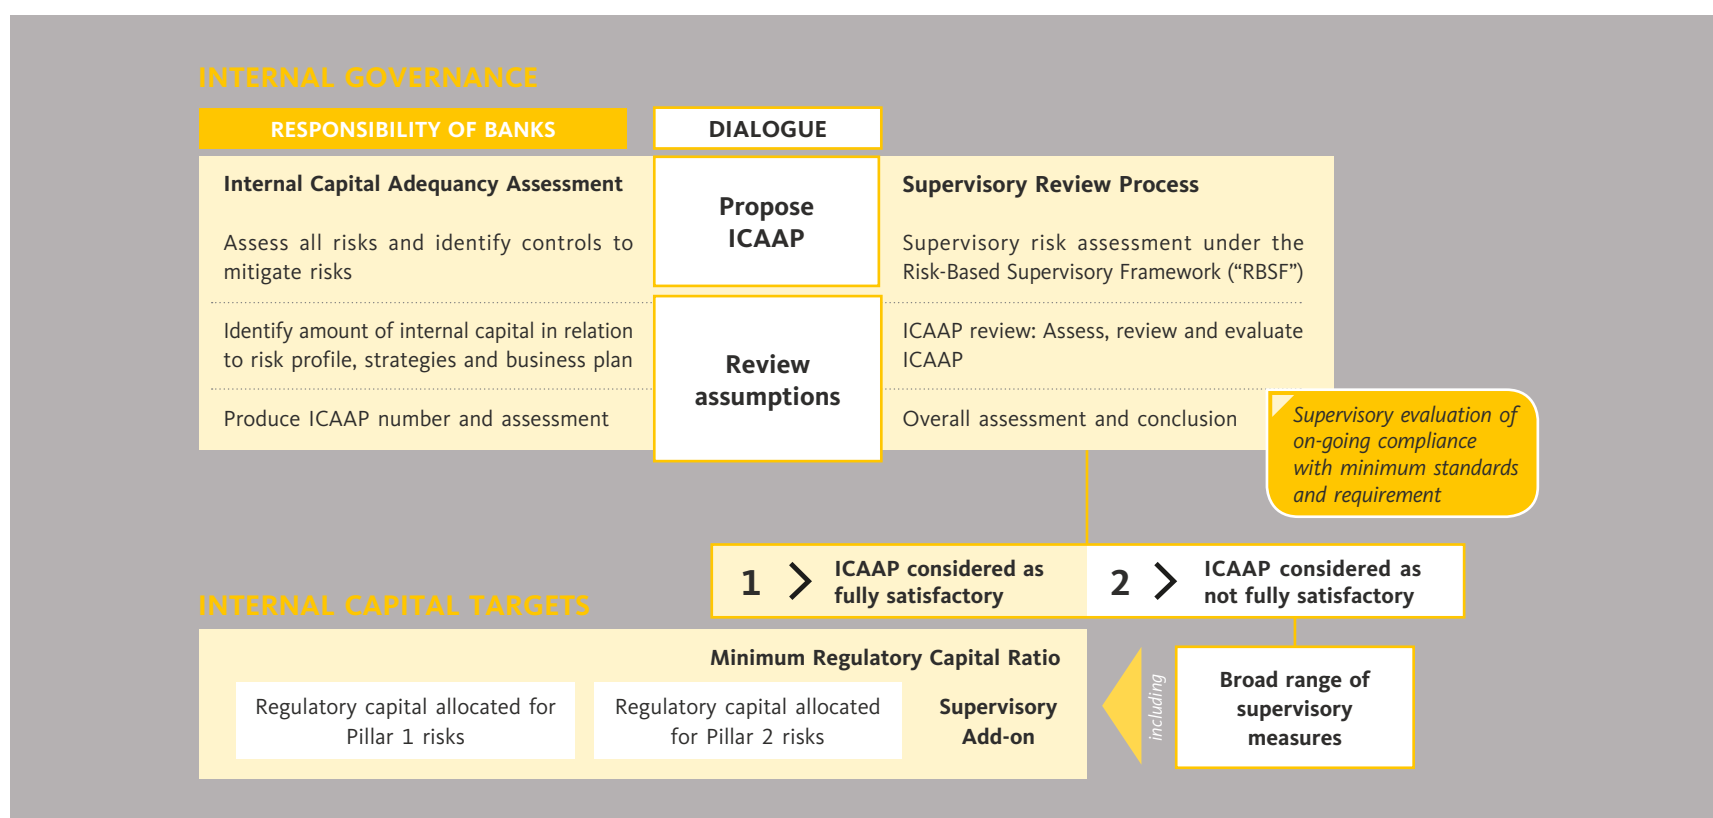 INTERNAL GOVERNANCE
RESPONSIBILITY OF BANKS
DIALOGUE
Internal Capital Adequancy Assessment
Assess all risks and identify controls to
mitigate risks
Identify amount of internal capital in relation
to risk profile, strategies and business plan
Produce ICAAP number and assessment
Propose
ICAAP
Review
assumptions
Supervisory Review Process
Supervisory risk assessment under the
Risk-Based Supervisory Framework (“RBSF”)
ICAAP review: Assess, review and evaluate
ICAAP
Overall assessment and conclusion
Supervisory evaluation of
on-going compliance
with minimum standards
and requirement
1 > ICAAP considered as
fully satisfactory
2 > ICAAP considered as
not fully satisfactory
INTERNAL CAPITAL TARGETS
Minimum Regulatory Capital Ratio
Regulatory capital allocated for
Pillar 1 risks
Regulatory capital allocated
for Pillar 2 risks
Supervisory
Add-on
including
Broad range of
supervisory
measures